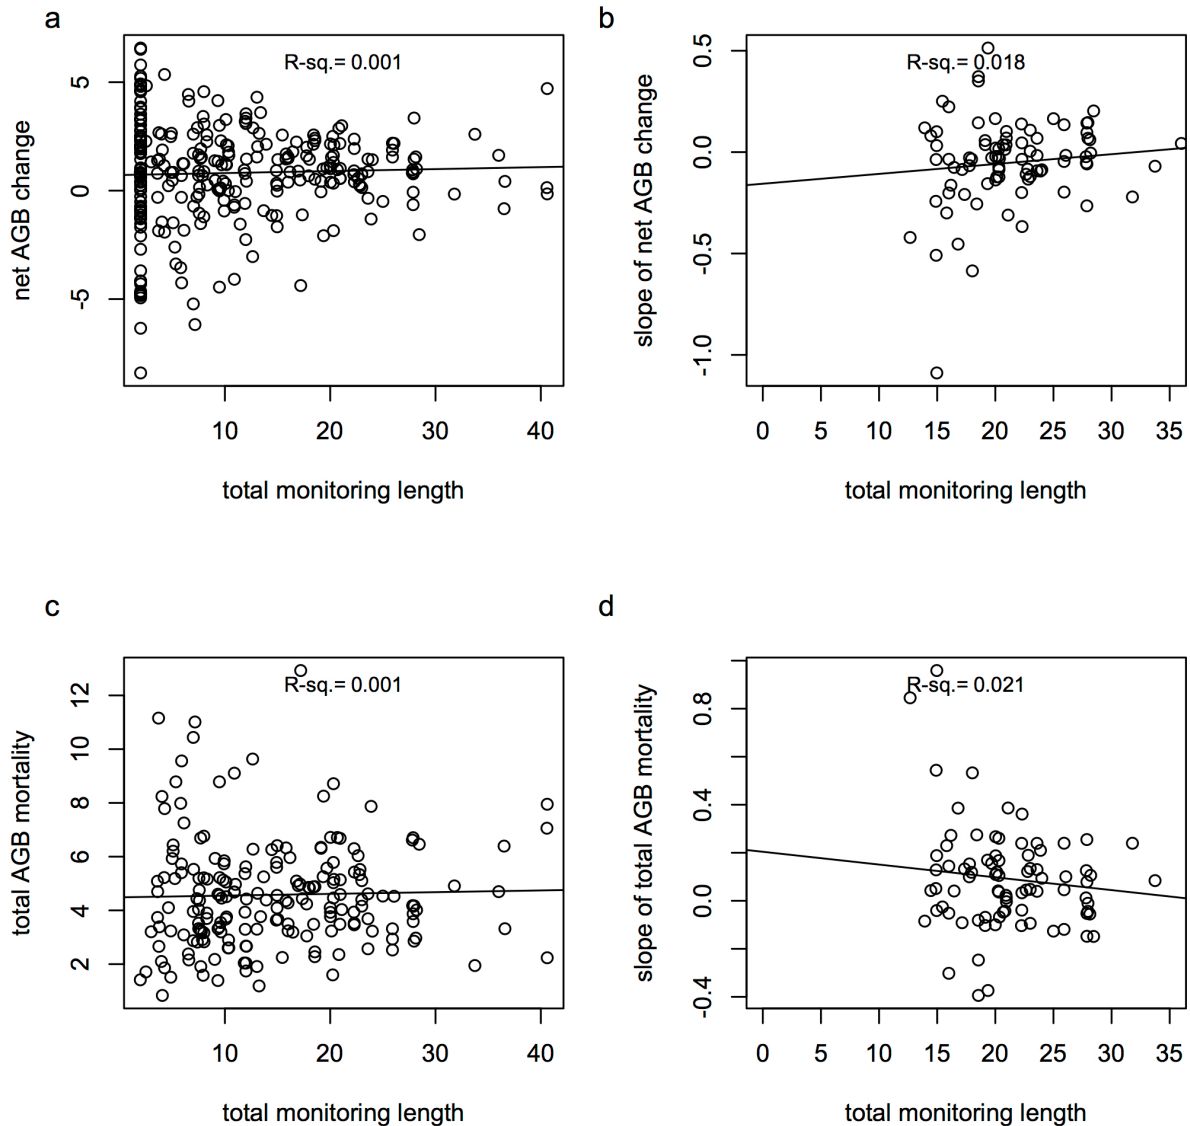 a
R-sq.= 0.001
net AGB change
5
0
-5
10 20 30 40
total monitoring length
b
R-sq.= 0.018
slope of net AGB change
0.5
0.0
-0.5
-1.0
0 5 10 15 20 25 30 35
total monitoring length
c
R-sq.= 0.001
total AGB mortality
12
10
8
6
4
2
10 20 30 40
total monitoring length
d
R-sq.= 0.021
slope of total AGB mortality
0.8
0.4
0.0
-0.4
0 5 10 15 20 25 30 35
total monitoring length